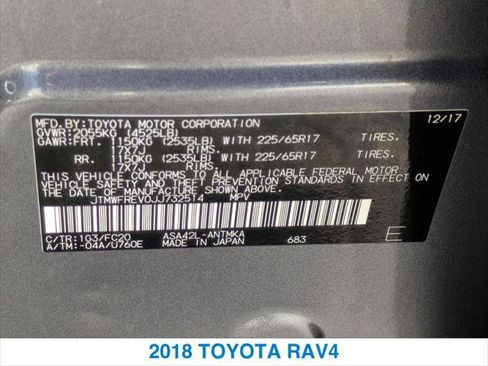 MFD.BY:TOYOTA MOTOR CORPORATION 12/17
GVWR:2055KG (4525LB)
GAWR:FRT. 1150KG (2535LB) WITH 225/65R17 TIRES.
17X7J RIMS.
RR. 1150KG (2535LB) WITH 225/65R17 TIRES.
17X7J RIMS.
THIS VEHICLE CONFORMS TO ALL APPLICABLE FEDERAL MOTOR
VEHICLE SAFETY AND THEFT PREVENTION STANDARDS IN EFFECT
ON THE DATE OF MANUFACTURE SHOWN ABOVE.
JTMWFREV0JJ732514 MPV
C/TR:1G3/FC20 ASA42L-ANTMKA
A/TM:-04A/U760E MADE IN JAPAN 683 E
2018 TOYOTA RAV4